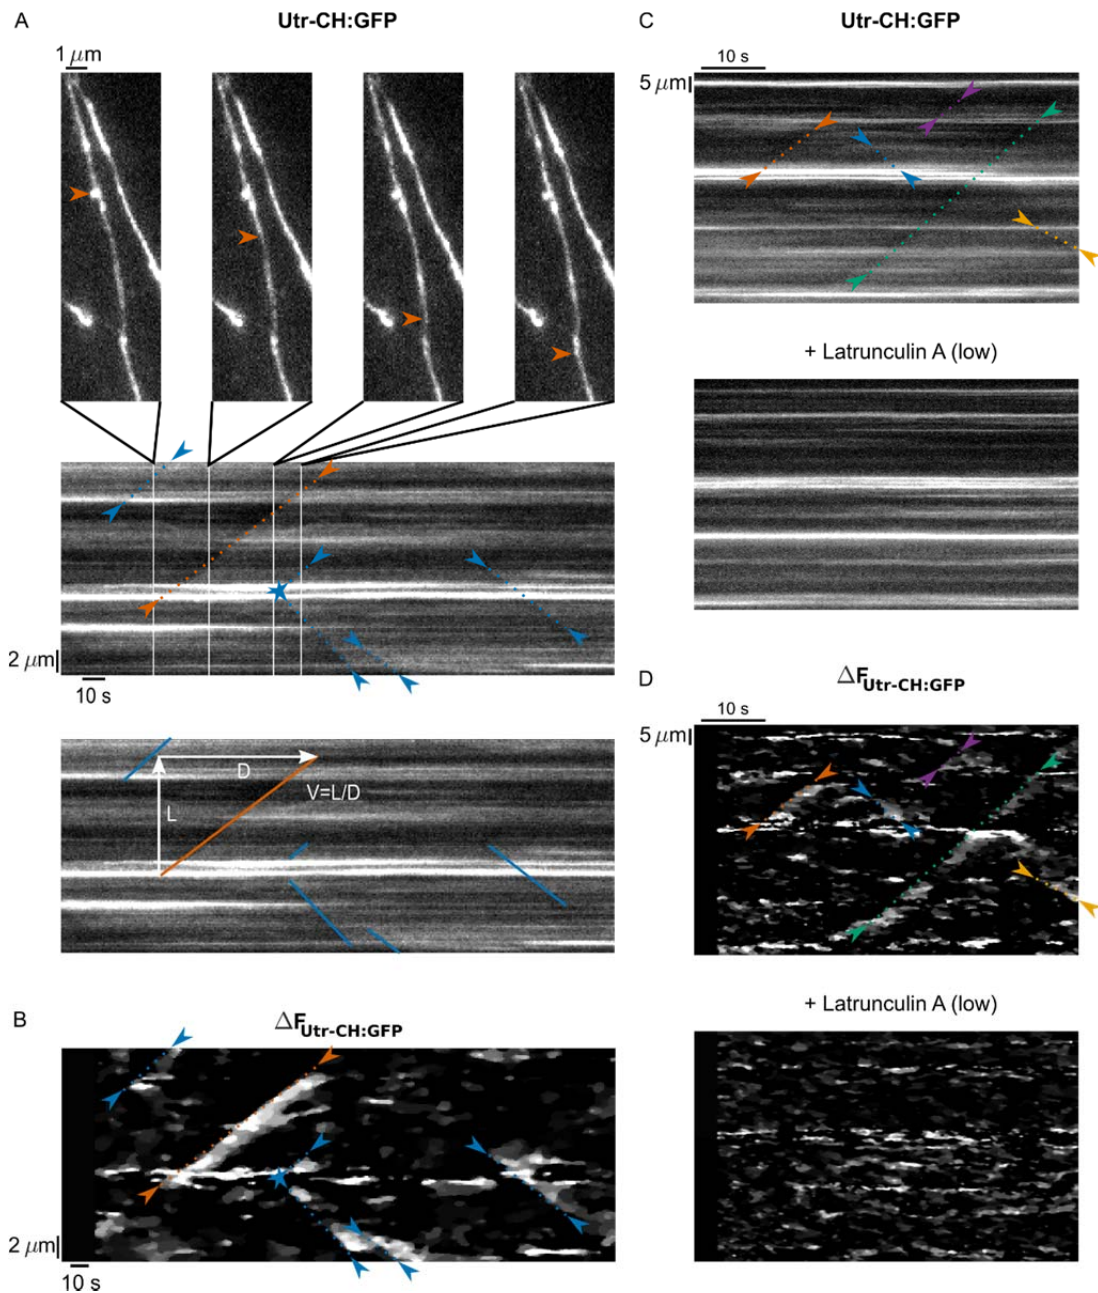 A
Utr-CH:GFP
1 μm
2 μm
10 s
D
L
V=L/D
B
ΔF Utr-CH:GFP
2 μm
10 s
C
Utr-CH:GFP
10 s
5 μm
+ Latrunculin A (low)
D
ΔF Utr-CH:GFP
10 s
5 μm
+ Latrunculin A (low)